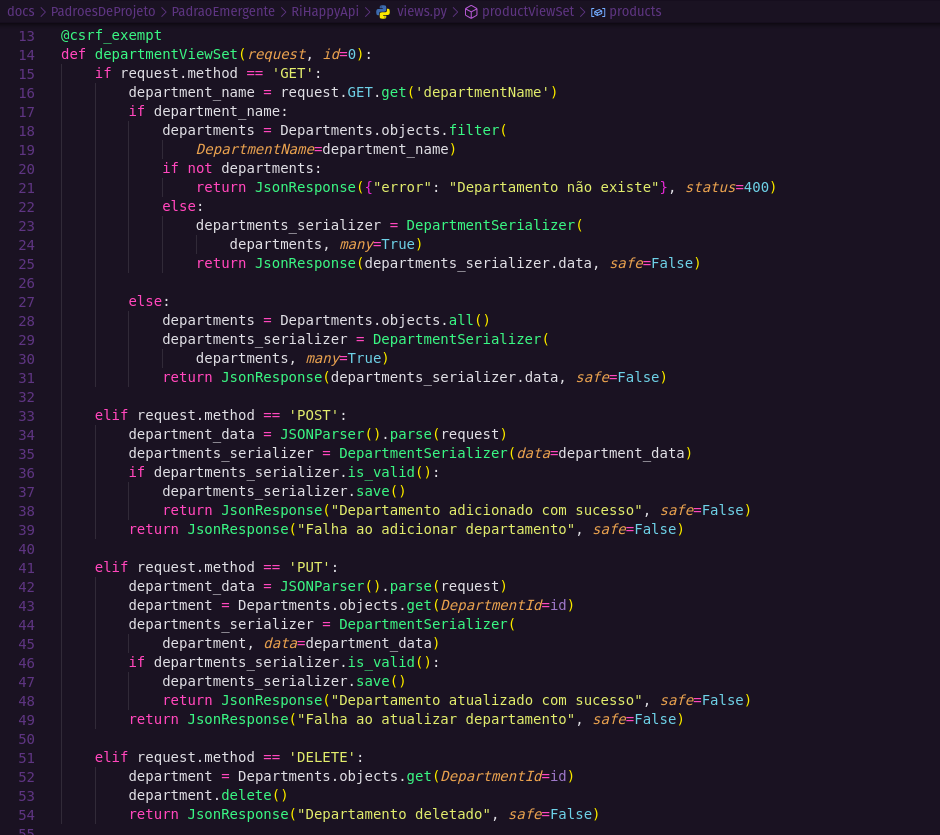 docs > PadroesDeProjeto > PadraoEmergente > RiHappyApi > views.py > productViewSet > products
13 @csrf_exempt
14 def departmentViewSet(request, id=0):
15     if request.method == 'GET':
16         department_name = request.GET.get('departmentName')
17         if department_name:
18             departments = Departments.objects.filter(
19                 DepartmentName=department_name)
20             if not departments:
21                 return JsonResponse({"error": "Departamento não existe"}, status=400)
22             else:
23                 departments_serializer = DepartmentSerializer(
24                     departments, many=True)
25                 return JsonResponse(departments_serializer.data, safe=False)
26
27         else:
28             departments = Departments.objects.all()
29             departments_serializer = DepartmentSerializer(
30                 departments, many=True)
31             return JsonResponse(departments_serializer.data, safe=False)
32
33     elif request.method == 'POST':
34         department_data = JSONParser().parse(request)
35         departments_serializer = DepartmentSerializer(data=department_data)
36         if departments_serializer.is_valid():
37             departments_serializer.save()
38             return JsonResponse("Departamento adicionado com sucesso", safe=False)
39         return JsonResponse("Falha ao adicionar departamento", safe=False)
40
41     elif request.method == 'PUT':
42         department_data = JSONParser().parse(request)
43         department = Departments.objects.get(DepartmentId=id)
44         departments_serializer = DepartmentSerializer(
45             department, data=department_data)
46         if departments_serializer.is_valid():
47             departments_serializer.save()
48             return JsonResponse("Departamento atualizado com sucesso", safe=False)
49         return JsonResponse("Falha ao atualizar departamento", safe=False)
50
51     elif request.method == 'DELETE':
52         department = Departments.objects.get(DepartmentId=id)
53         department.delete()
54         return JsonResponse("Departamento deletado", safe=False)
55